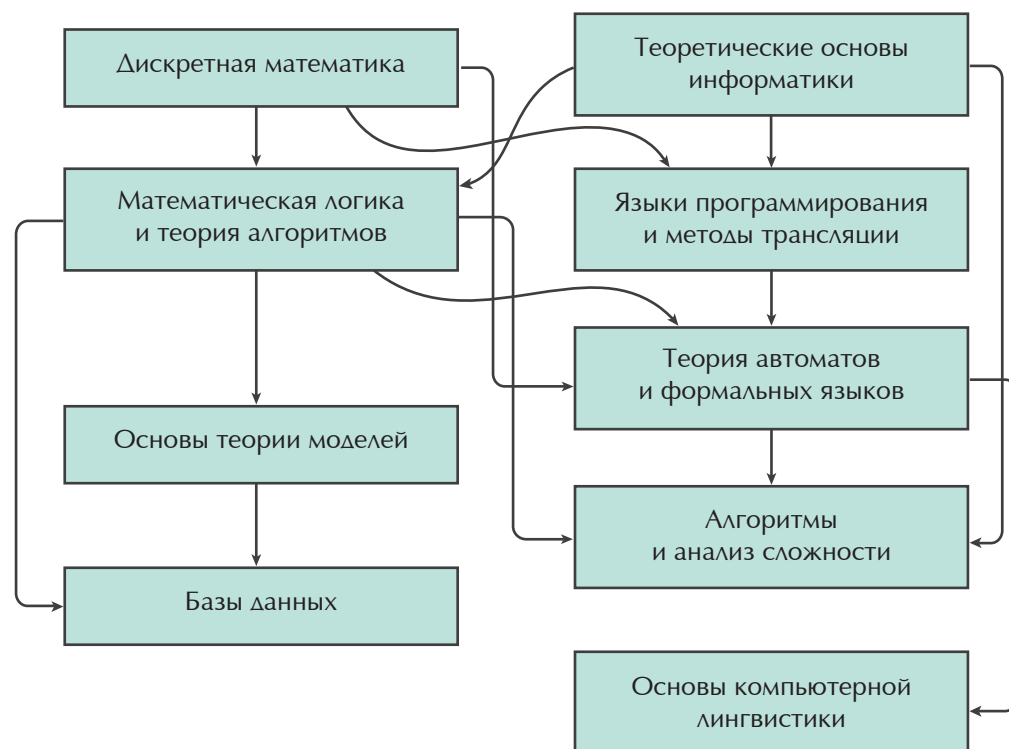 Дискретная математика
Теоретические основы
информатики
Математическая логика
и теория алгоритмов
Языки программирования
и методы трансляции
Теория автоматов
и формальных языков
Основы теории моделей
Алгоритмы
и анализ сложности
Базы данных
Основы компьютерной
лингвистики